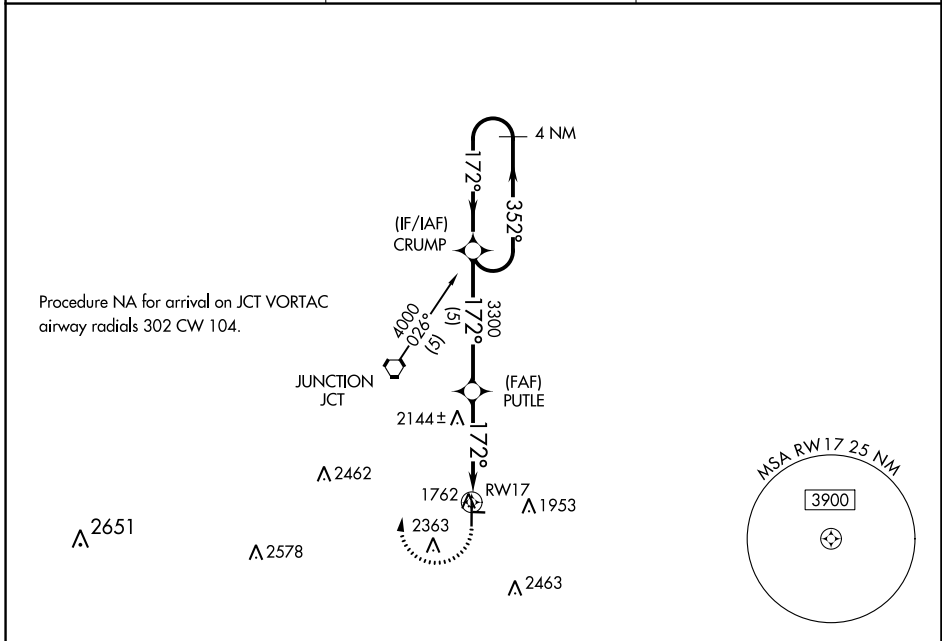 4 NM
172°
352°
(IF/IAF)
CRUMP
Procedure NA for arrival on JCT VORTAC
airway radials 302 CW 104.
4000
026°
(5)
3300
172°
(5)
JUNCTION
JCT
(FAF)
PUTLE
2144±
172°
2462
1762
RW17
1953
2651
2363
2578
2463
MSA RW17 25 NM
3900